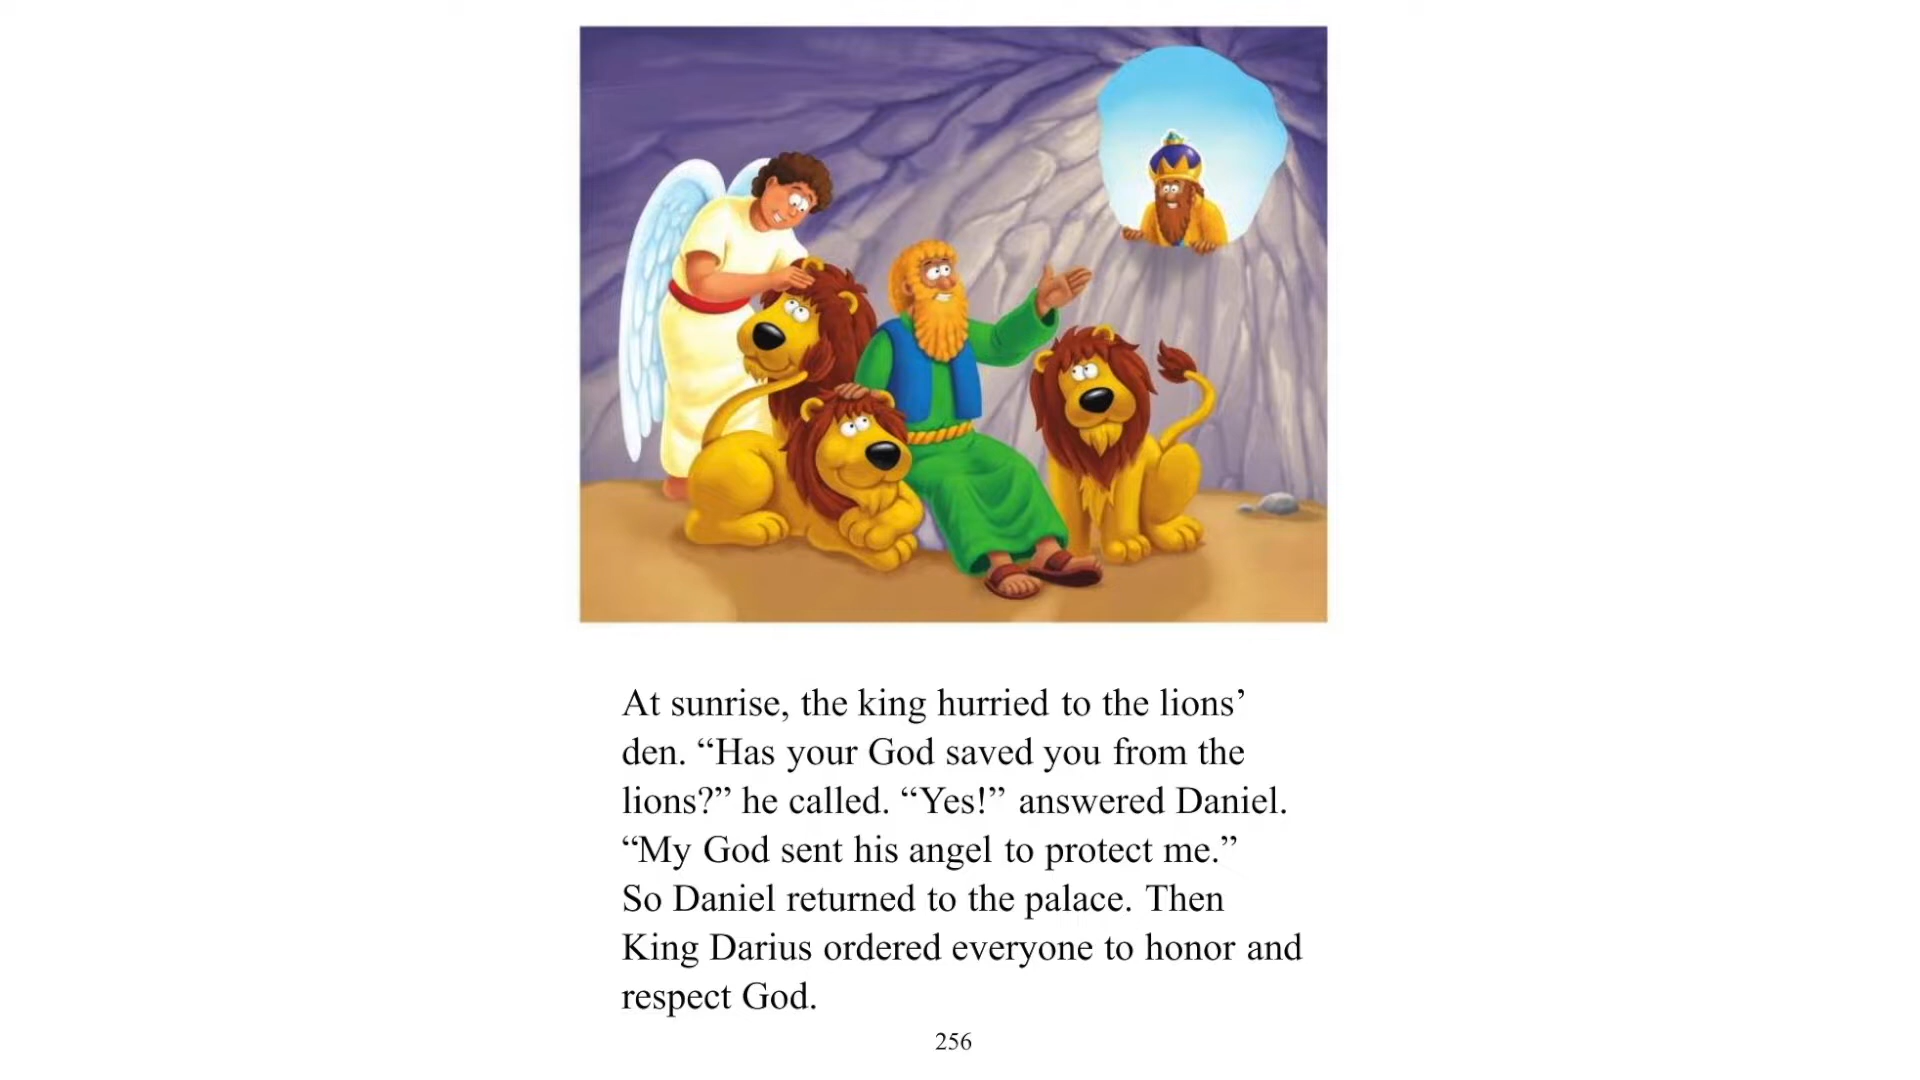 At sunrise, the king hurried to the lions’
den. “Has your God saved you from the
lions?” he called. “Yes!” answered Daniel.
“My God sent his angel to protect me.”
So Daniel returned to the palace. Then
King Darius ordered everyone to honor and
respect God.
256